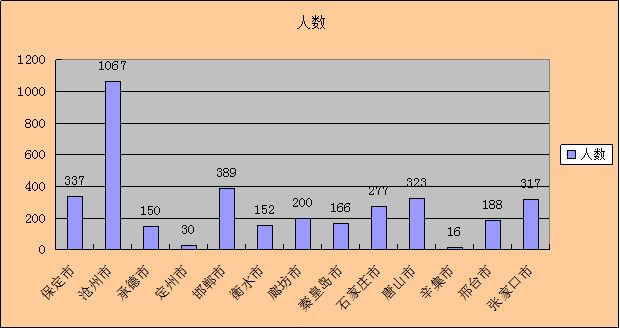 人数
1200
1000
800
600
400
200
0
337
1067
150
30
389
152
200
166
277
323
16
188
317
保定市
沧州市
承德市
定州市
邯郸市
衡水市
廊坊市
秦皇岛市
石家庄市
唐山市
辛集市
邢台市
张家口市
人数